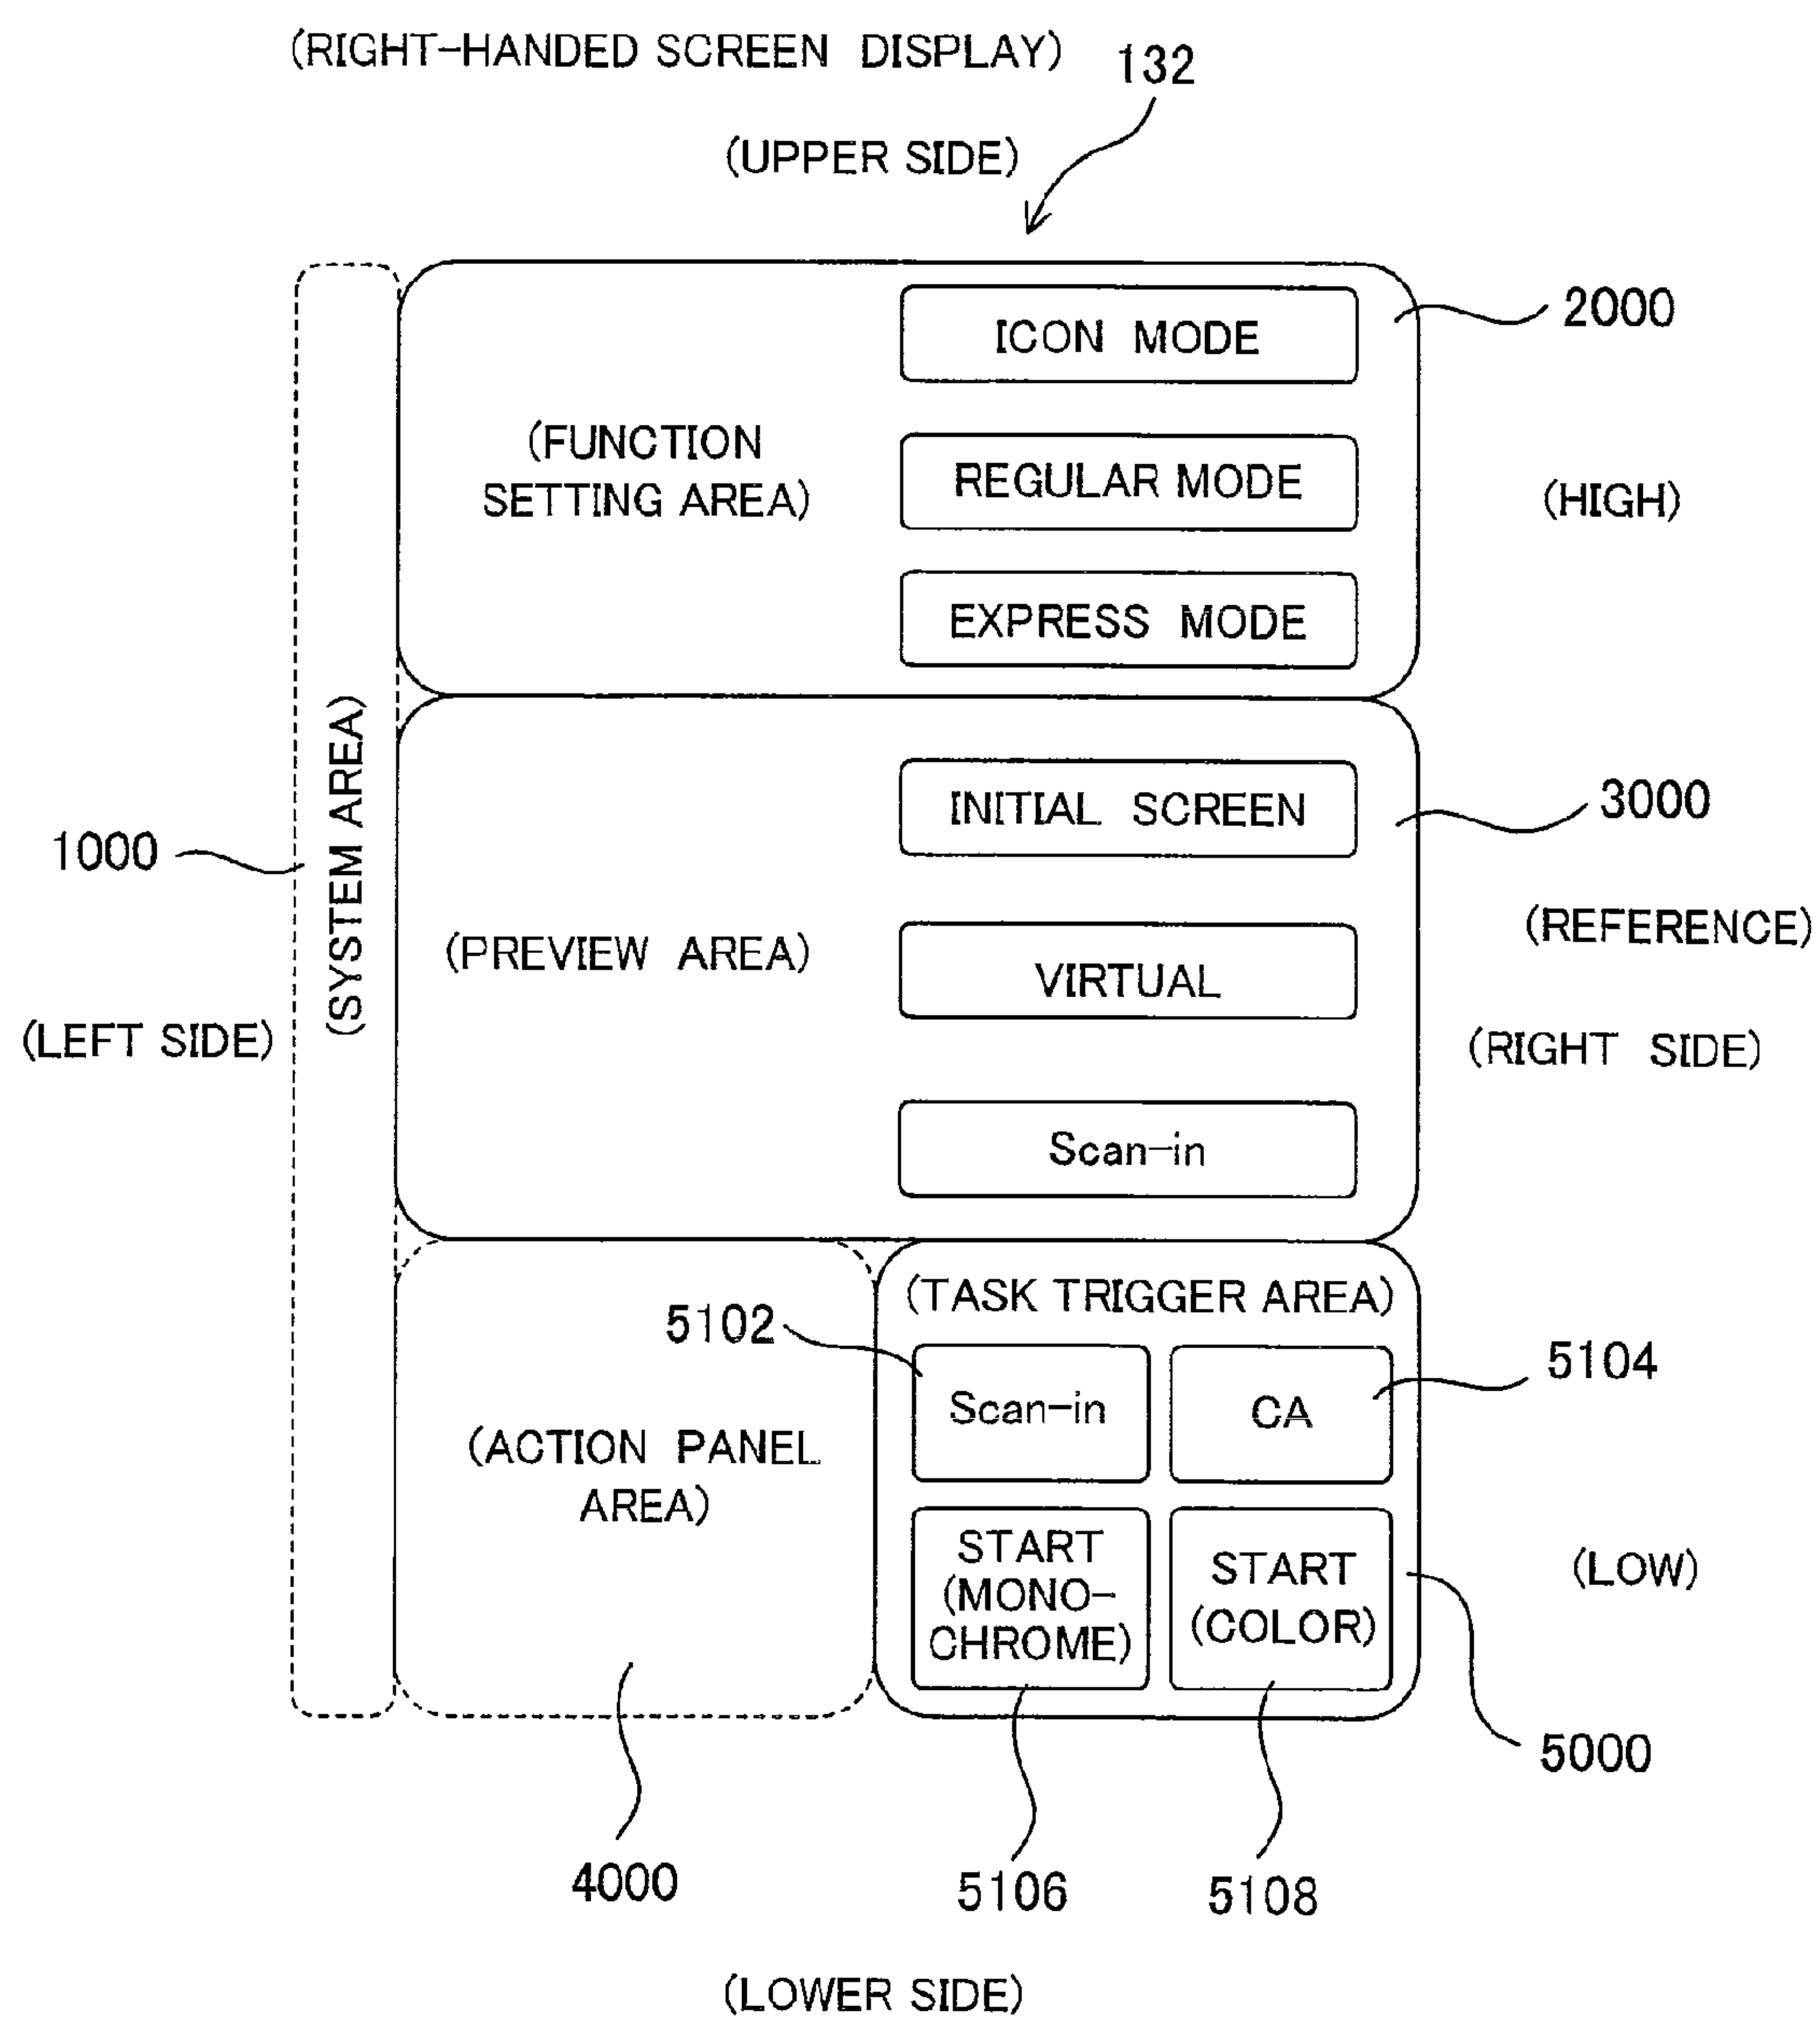 (RIGHT-HANDED SCREEN DISPLAY)
132
(UPPER SIDE)
ICON MODE
2000
(FUNCTION
SETTING AREA)
REGULAR MODE
(HIGH)
EXPRESS MODE
(SYSTEM AREA)
INITIAL SCREEN
3000
1000
(PREVIEW AREA)
VIRTUAL
(REFERENCE)
(LEFT SIDE)
(RIGHT SIDE)
Scan-in
(TASK TRIGGER AREA)
5102
5104
Scan-in
CA
(ACTION PANEL
AREA)
START
(MONO-
CHROME)
START
(COLOR)
(LOW)
5000
4000
5106
5108
(LOWER SIDE)